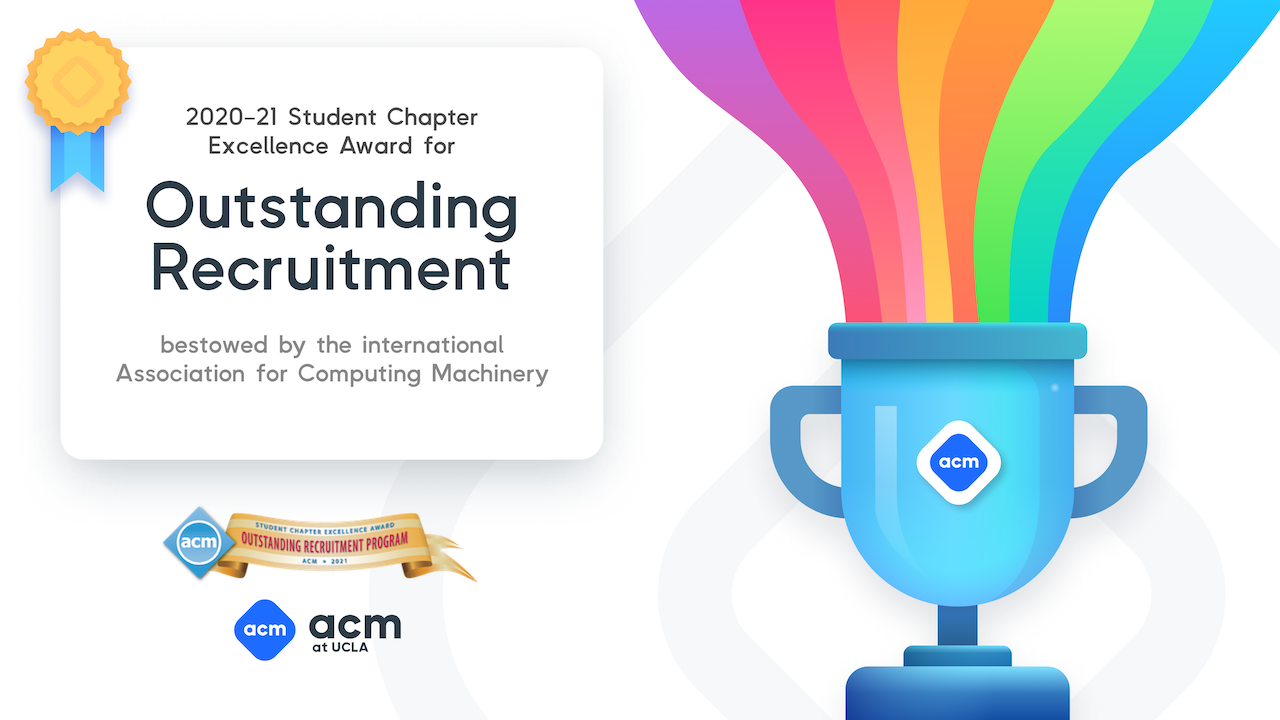 2020–21 Student Chapter
Excellence Award for
Outstanding
Recruitment
bestowed by the international
Association for Computing Machinery
acm
STUDENT CHAPTER EXCELLENCE AWARD
OUTSTANDING RECRUITMENT PROGRAM
ACM • 2021
acm
acm
at UCLA
acm